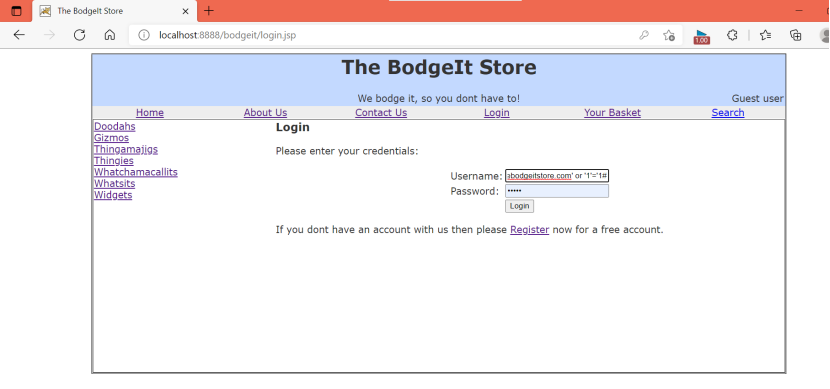 The BodgeIt Store
localhost:8888/bodgeit/login.jsp
1.00
The BodgeIt Store
We bodge it, so you dont have to!
Guest user
Home About Us Contact Us Login Your Basket Search
Doodahs
Gizmos
Thingamajigs
Thingies
Whatchamacallits
Whatsits
Widgets
Login
Please enter your credentials:
Username: bodgeitstore.com' or '1'='1#
Password: •••••
Login
If you dont have an account with us then please Register now for a free account.